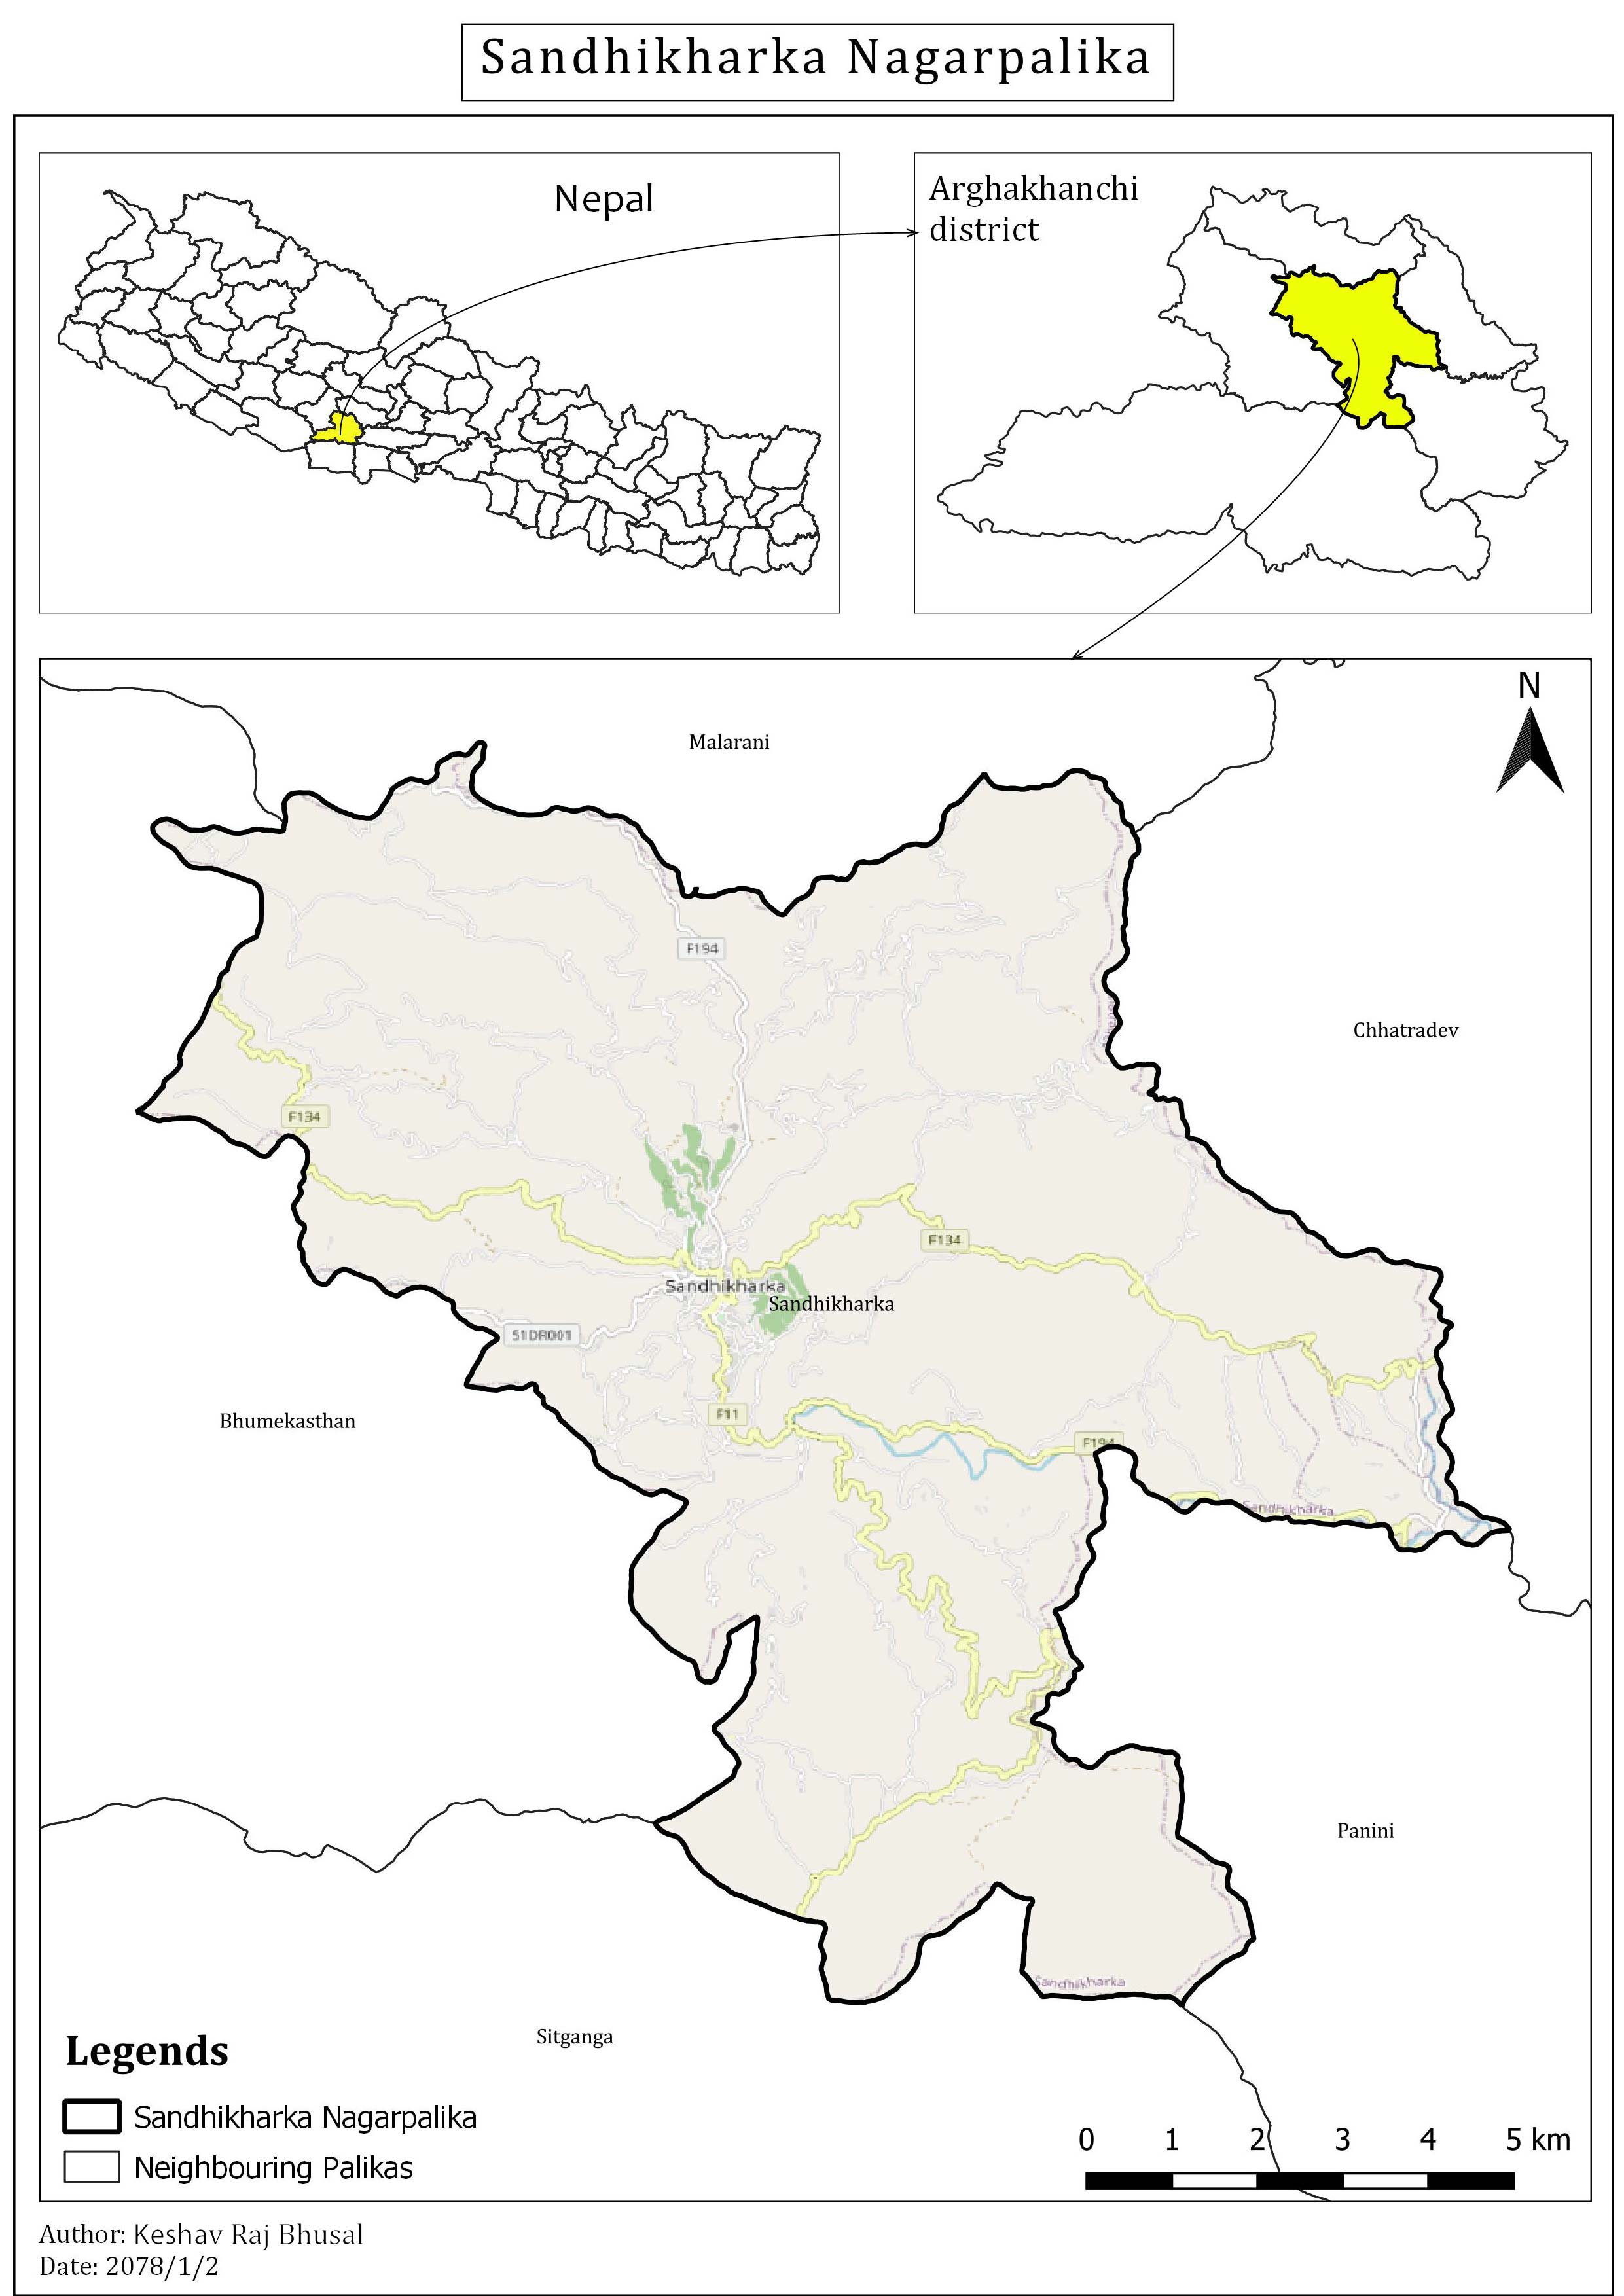 Sandhikharka Nagarpalika
Nepal
Arghakhanchi
district
N
Malarani
F194
Chhatradev
F134
F134
Sandhikharka
Sandhikharka
51DR001
F11
Bhumekasthan
F194
Sandhikharka
Panini
Sandhikharka
Sitganga
Legends
Sandhikharka Nagarpalika
Neighbouring Palikas
0 1 2 3 4 5 km
Author: Keshav Raj Bhusal
Date: 2078/1/2